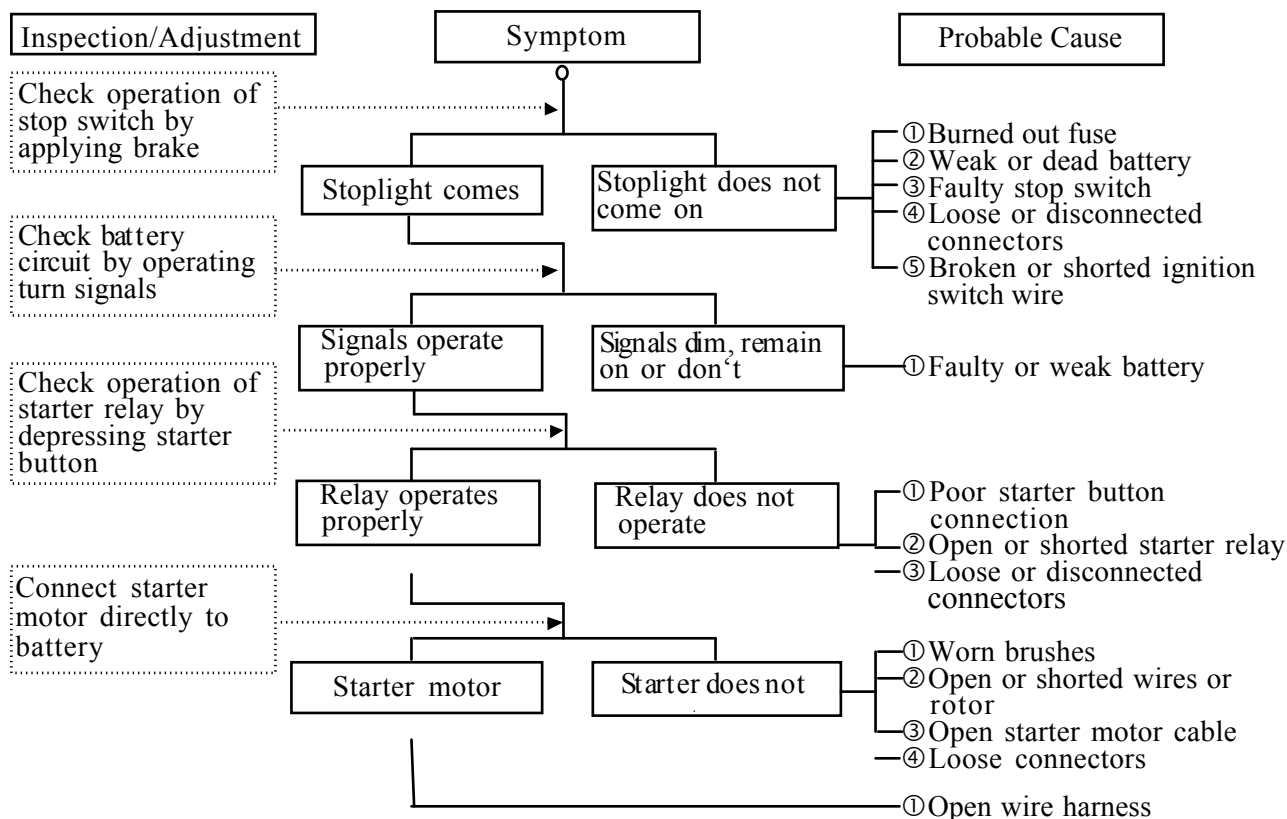 Inspection/Adjustment
Symptom
Probable Cause
Check operation of
stop switch by
applying brake
Stoplight comes
Stoplight does not
come on
①Burned out fuse
②Weak or dead battery
③Faulty stop switch
④Loose or disconnected
connectors
⑤Broken or shorted ignition
switch wire
Check battery
circuit by operating
turn signals
Signals operate
properly
Signals dim, remain
on or don‘t
①Faulty or weak battery
Check operation of
starter relay by
depressing starter
button
Relay operates
properly
Relay does not
operate
①Poor starter button
connection
②Open or shorted starter relay
③Loose or disconnected
connectors
Connect starter
motor directly to
battery
Starter motor
Starter does not
①Worn brushes
②Open or shorted wires or
rotor
③Open starter motor cable
④Loose connectors
①Open wire harness